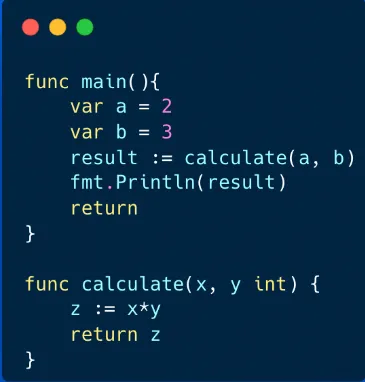 func main(){
    var a = 2
    var b = 3
    result := calculate(a, b)
    fmt.Println(result)
    return
}

func calculate(x, y int) {
    z := x*y
    return z
}